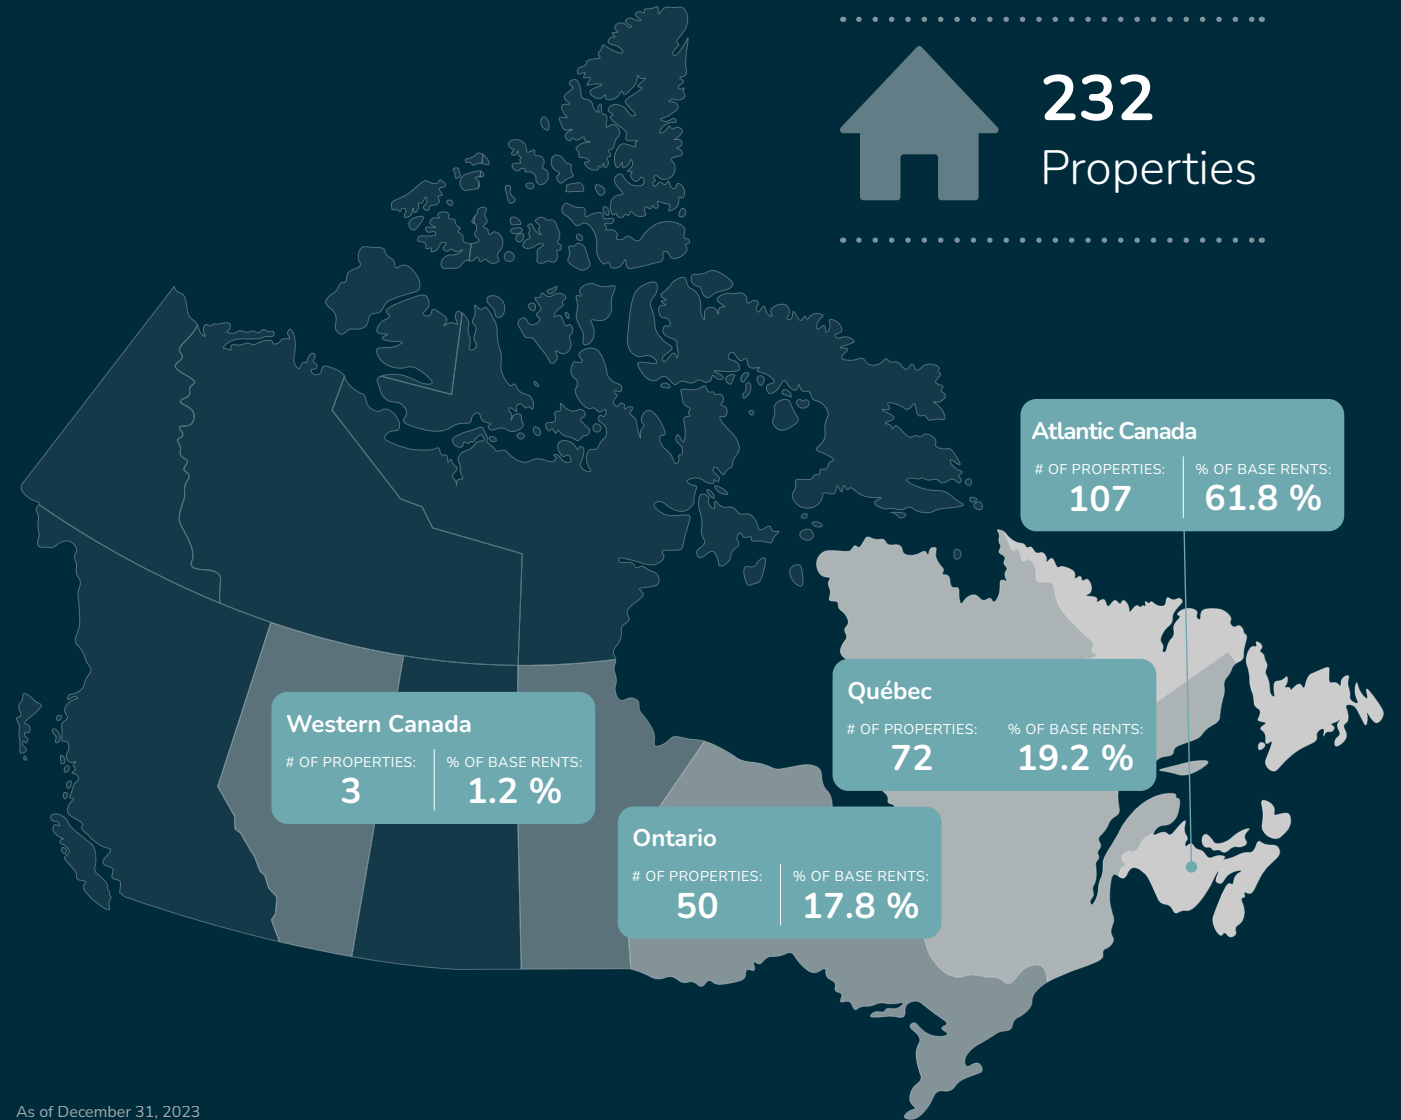 232
Properties
Atlantic Canada
# OF PROPERTIES: % OF BASE RENTS:
107 61.8 %
Québec
# OF PROPERTIES: % OF BASE RENTS:
72 19.2 %
Western Canada
# OF PROPERTIES: % OF BASE RENTS:
3 1.2 %
Ontario
# OF PROPERTIES: % OF BASE RENTS:
50 17.8 %
As of December 31, 2023